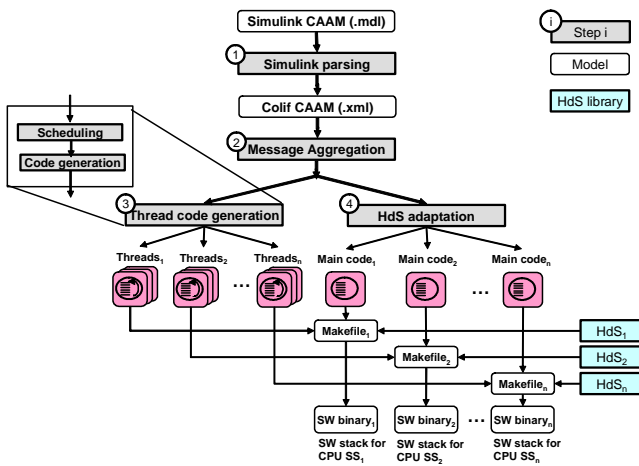 Simulink CAAM (.mdl)
i
Step i
1
Simulink parsing
Model
Colif CAAM (.xml)
HdS library
Scheduling
2
Message Aggregation
Code generation
3
Thread code generation
4
HdS adaptation
Threads1
Threads2
Threadsn
Main code1
Main code2
Main coden
...
...
Makefile1
HdS1
Makefile2
HdS2
Makefilen
HdSn
SW binary1
SW binary2
...
SW binaryn
SW stack for
CPU SS1
SW stack for
CPU SS2
SW stack for
CPU SSn